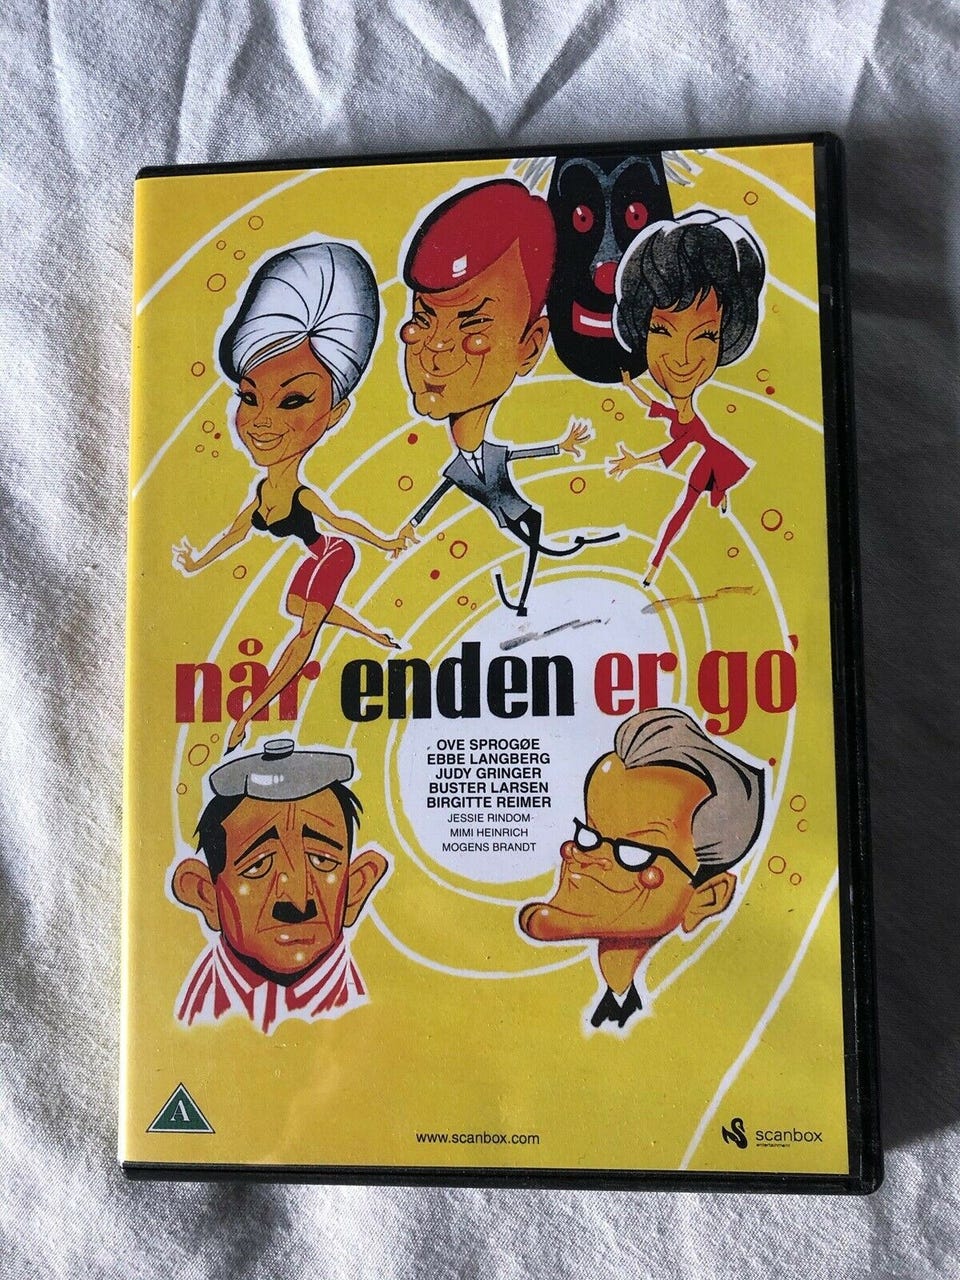 når enden er go'
OVE SPROGØE
EBBE LANGBERG
JUDY GRINGER
BUSTER LARSEN
BIRGITTE REIMER
JESSIE RINDOM
MIMI HEINRICH
MOGENS BRANDT
A
www.scanbox.com
scanbox
entertainment